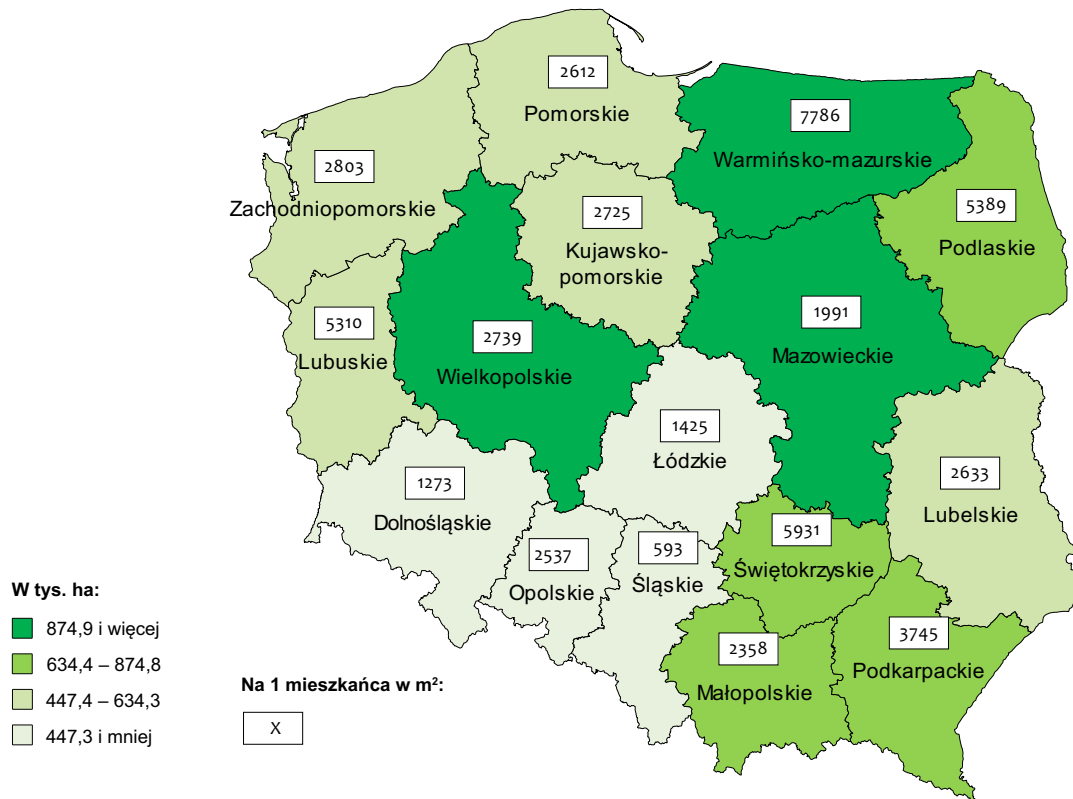 2612
Pomorskie
7786
Warmińsko-mazurskie
2803
Zachodniopomorskie
2725
Kujawsko-
pomorskie
5389
Podlaskie
5310
Lubuskie
2739
Wielkopolskie
1991
Mazowieckie
1425
Łódzkie
1273
Dolnośląskie
2633
Lubelskie
2537
Opolskie
593
Śląskie
5931
Świętokrzyskie
2358
Małopolskie
3745
Podkarpackie
W tys. ha:
874,9 i więcej
634,4 – 874,8
447,4 – 634,3
447,3 i mniej
Na 1 mieszkańca w m²:
X